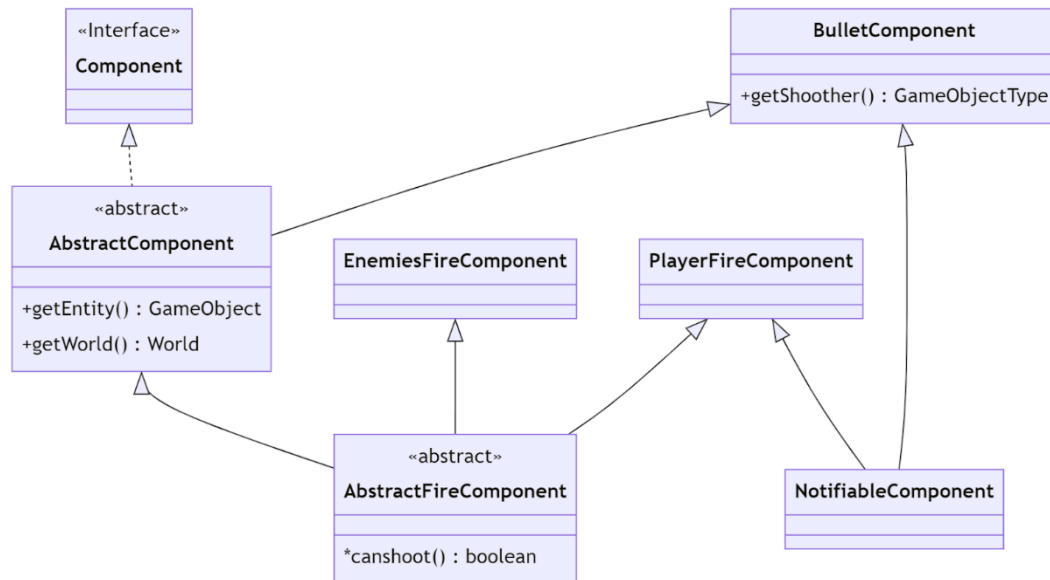 «Interface»
Component
BulletComponent
+getShoother() : GameObjectType
«abstract»
AbstractComponent
+getEntity() : GameObject
+getWorld() : World
EnemiesFireComponent
PlayerFireComponent
«abstract»
AbstractFireComponent
*canshoot() : boolean
NotifiableComponent